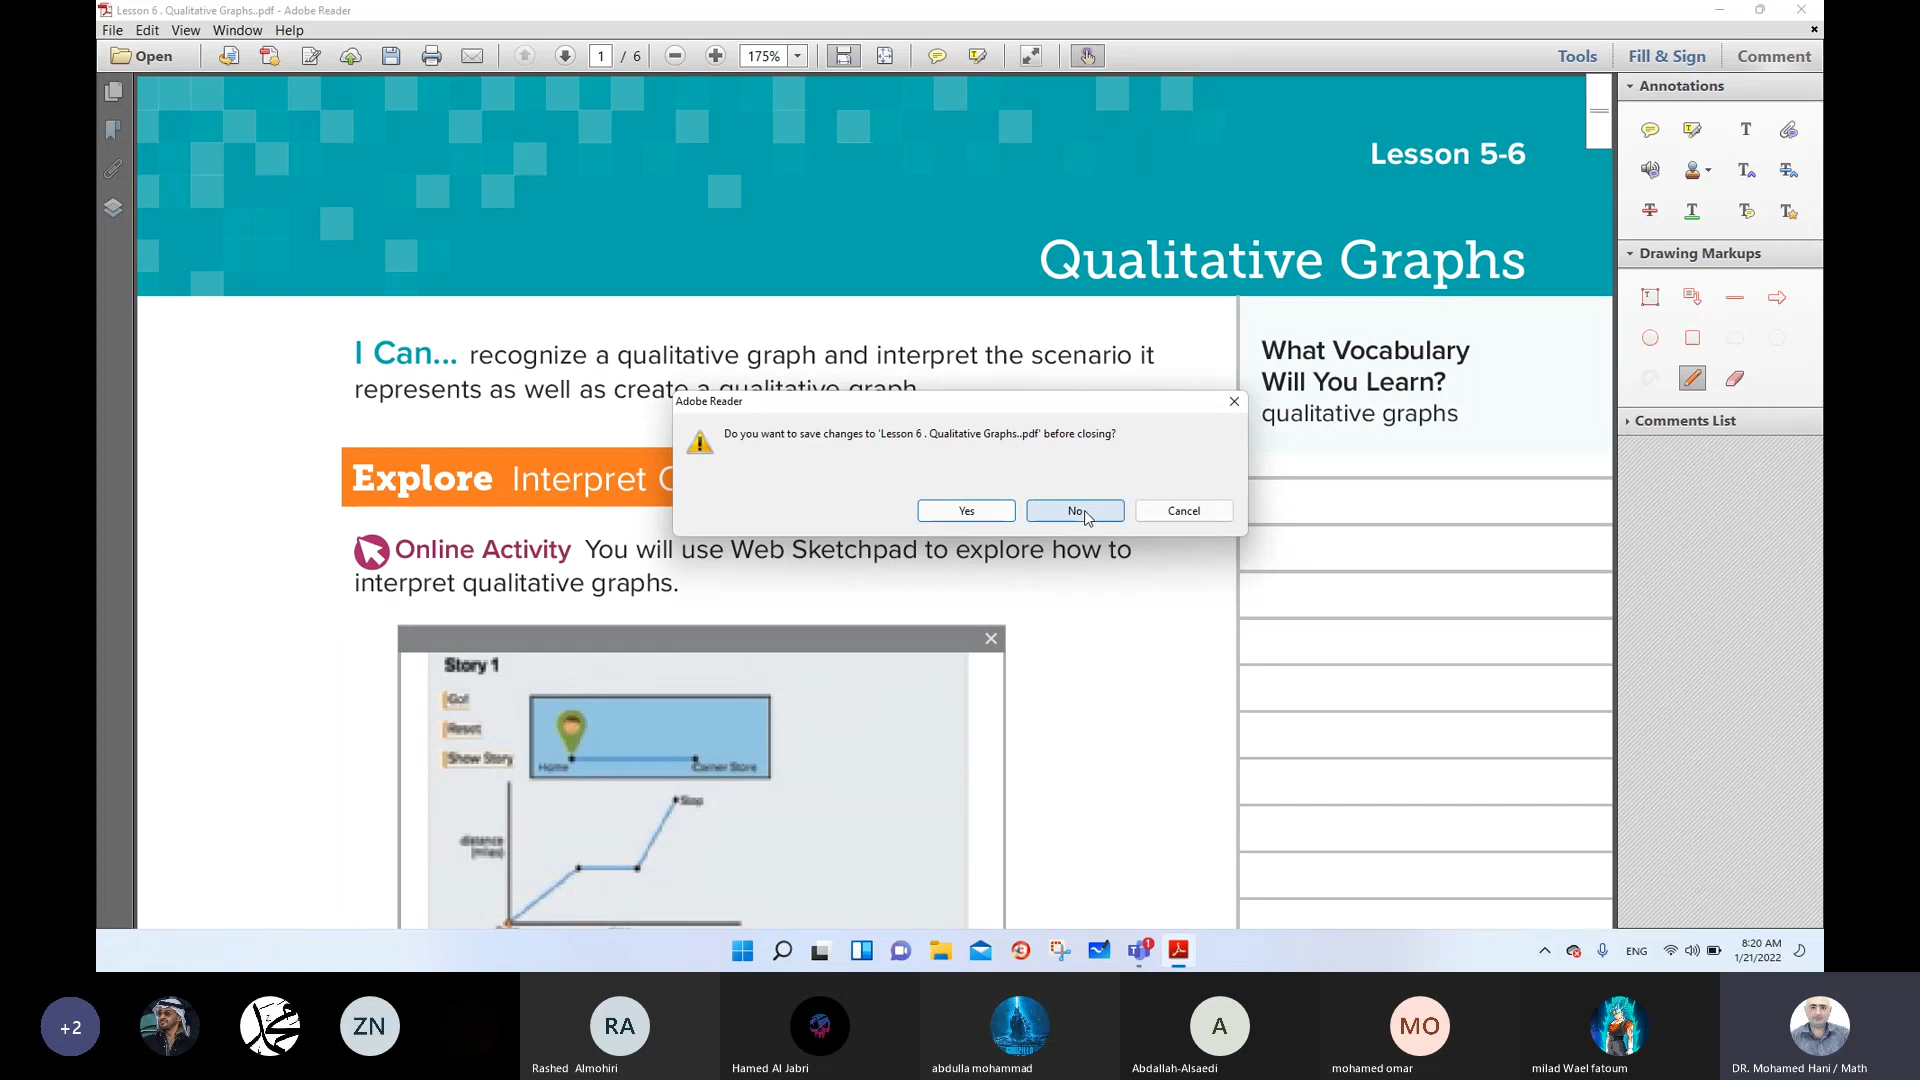 Lesson 6 . Qualitative Graphs..pdf - Adobe Reader
File Edit View Window Help
Open
1 / 6
175%
Tools
Fill & Sign
Comment
Annotations
Drawing Markups
Comments List
Lesson 5-6
Qualitative Graphs
I Can... recognize a qualitative graph and interpret the scenario it
represents as well as create a qualitative graph
What Vocabulary
Will You Learn?
qualitative graphs
Explore Interpret
Adobe Reader
Do you want to save changes to 'Lesson 6 . Qualitative Graphs..pdf' before closing?
Yes
No
Cancel
Online Activity You will use Web Sketchpad to explore how to
interpret qualitative graphs.
Story 1
Go!
Reset
Show Story
Home
Corner Store
Stop
distance
(miles)
1
ENG
8:20 AM
1/21/2022
+2
ZN
RA
A
MO
Rashed Almohiri
Hamed Al Jabri
abdulla mohammad
Abdallah-Alsaedi
mohamed omar
milad Wael fatoum
DR. Mohamed Hani / Math